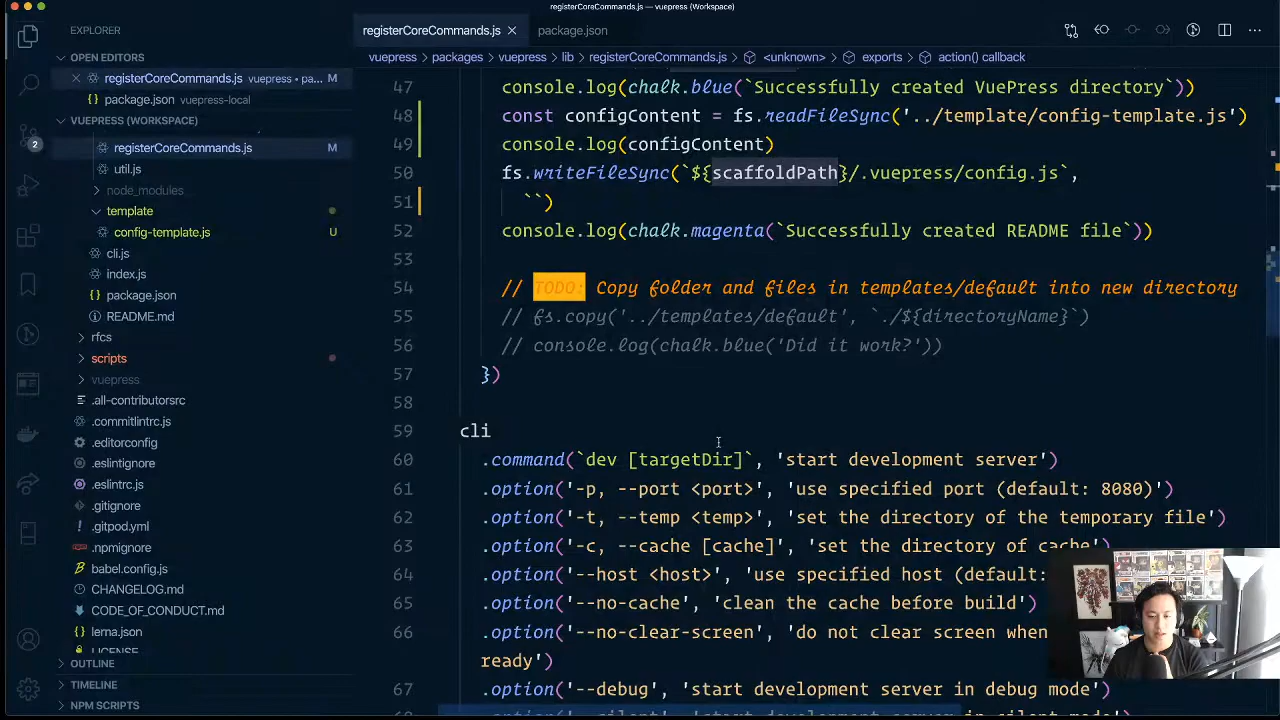 registerCoreCommands.js — vuepress (Workspace)
EXPLORER
OPEN EDITORS
registerCoreCommands.js vuepress • pa... M
package.json vuepress-local
VUEPRESS (WORKSPACE)
registerCoreCommands.js M
util.js
node_modules
template
config-template.js U
cli.js
index.js
package.json
README.md
rfcs
scripts
vuepress
.all-contributorsrc
.commitlintrc.js
.editorconfig
.eslintignore
.eslintrc.js
.gitignore
.gitpod.yml
.npmignore
babel.config.js
CHANGELOG.md
CODE_OF_CONDUCT.md
lerna.json
LICENSE
OUTLINE
TIMELINE
NPM SCRIPTS
2
registerCoreCommands.js
package.json
vuepress > packages > vuepress > lib > registerCoreCommands.js > <unknown> > exports > action() callback
47 console.log(chalk.blue(`Successfully created VuePress directory`))
48 const configContent = fs.readFileSync('../template/config-template.js')
49 console.log(configContent)
50 fs.writeFileSync(`${scaffoldPath}/.vuepress/config.js`,
51 ``)
52 console.log(chalk.magenta(`Successfully created README file`))
53
54 // TODO: Copy folder and files in templates/default into new directory
55 // fs.copy('../templates/default', `./${directoryName}`)
56 // console.log(chalk.blue('Did it work?'))
57 })
58
59 cli
60 .command(`dev [targetDir]`, 'start development server')
61 .option('-p, --port <port>', 'use specified port (default: 8080)')
62 .option('-t, --temp <temp>', 'set the directory of the temporary file')
63 .option('-c, --cache [cache]', 'set the directory of cache')
64 .option('--host <host>', 'use specified host (default:
65 .option('--no-cache', 'clean the cache before build')
66 .option('--no-clear-screen', 'do not clear screen when
ready')
67 .option('--debug', 'start development server in debug mode')